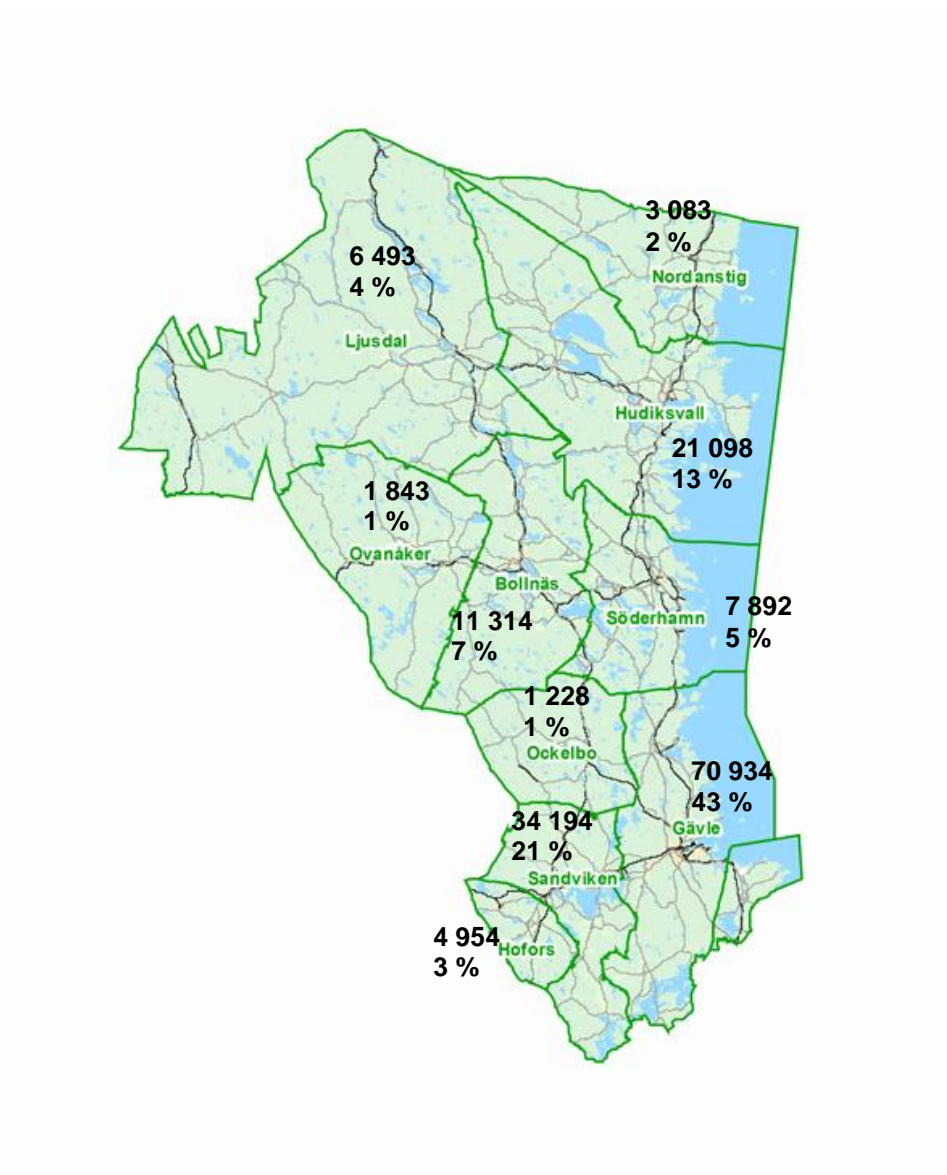 3 083
2 %
Nordanstig
6 493
4 %
Ljusdal
Hudiksvall
21 098
13 %
1 843
1 %
Ovanåker
Bollnäs
11 314
7 %
Söderhamn
7 892
5 %
1 228
1 %
Ockelbo
70 934
43 %
Gävle
34 194
21 %
Sandviken
4 954
3 %
Hofors